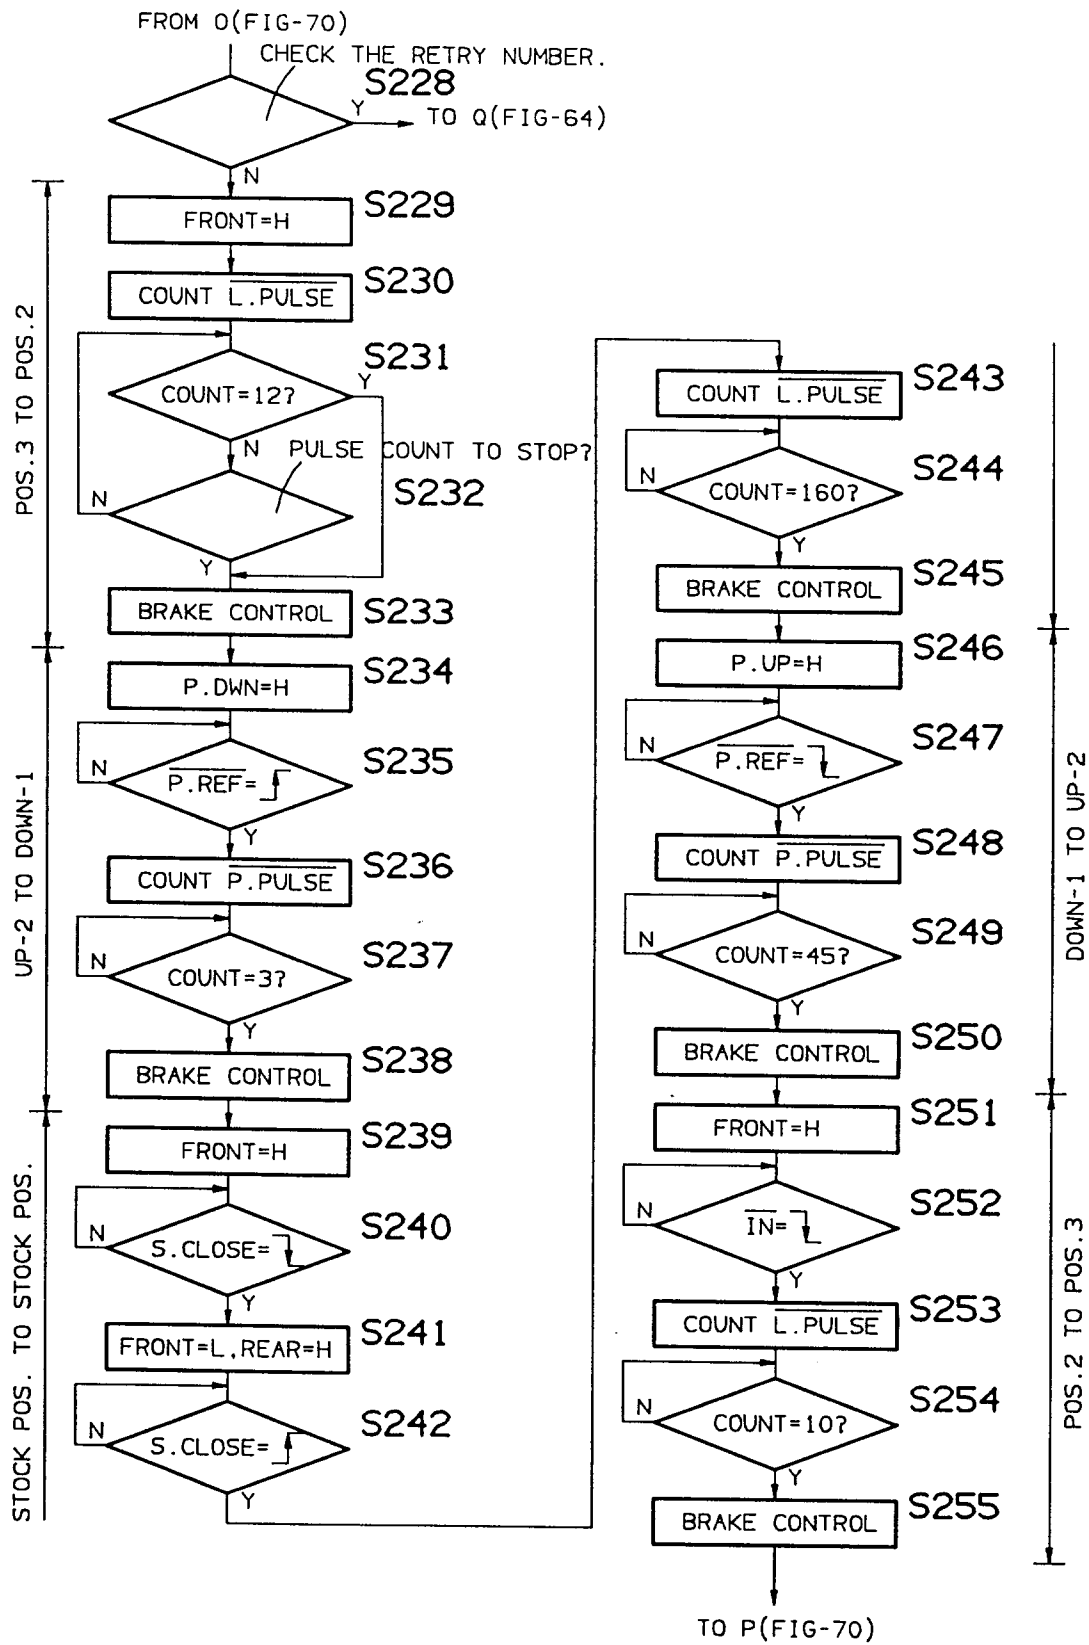 FROM O(FIG-70)
CHECK THE RETRY NUMBER.
S228
Y
TO Q(FIG-64)
N
S229
FRONT=H
S230
COUNT L.PULSE
S231
COUNT=12?
Y
N
PULSE COUNT TO STOP?
S232
N
Y
BRAKE CONTROL
S233
POS.3 TO POS.2
P.DWN=H
S234
S235
N
P.REF=
Y
S236
COUNT P.PULSE
S237
N
COUNT=3?
Y
S238
BRAKE CONTROL
UP-2 TO DOWN-1
S239
FRONT=H
S240
N
S.CLOSE=
Y
S241
FRONT=L,REAR=H
S242
N
S.CLOSE=
Y
STOCK POS. TO STOCK POS.
S243
COUNT L.PULSE
S244
N
COUNT=160?
Y
S245
BRAKE CONTROL
S246
P.UP=H
S247
N
P.REF=
Y
S248
COUNT P.PULSE
S249
N
COUNT=45?
Y
S250
BRAKE CONTROL
DOWN-1 TO UP-2
S251
FRONT=H
S252
N
IN=
Y
S253
COUNT L.PULSE
S254
N
COUNT=10?
Y
S255
BRAKE CONTROL
POS.2 TO POS.3
TO P(FIG-70)